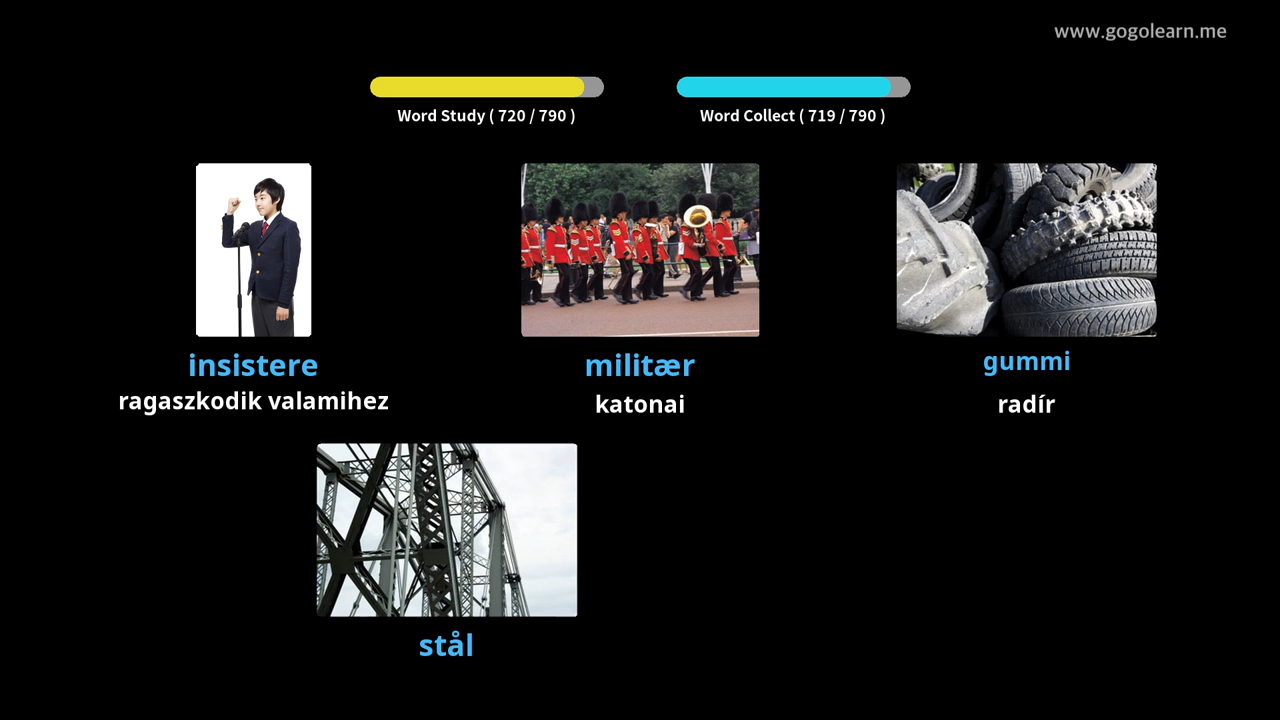 www.gogolearn.me
Word Study ( 720 / 790 )
Word Collect ( 719 / 790 )
insistere
ragaszkodik valamihez
militær
katonai
gummi
radír
stål